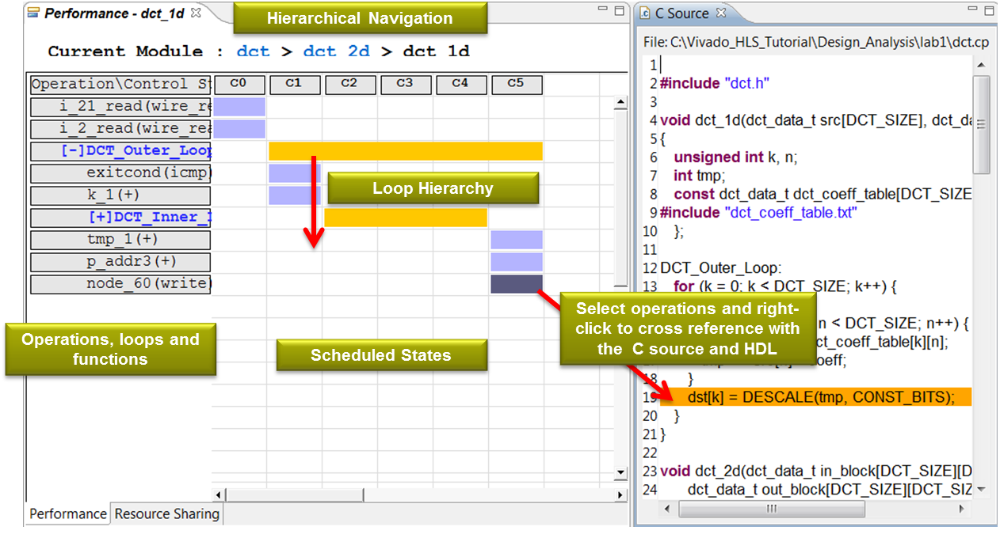 Performance - dct_1d
Hierarchical Navigation
Current Module : dct > dct 2d > dct 1d
Operation\Control St C0 C1 C2 C3 C4 C5
i_21_read(wire_re
i_2_read(wire_rea
[-]DCT_Outer_Loop
exitcond(icmp)
k_1(+)
[+]DCT_Inner_
tmp_1(+)
p_addr3(+)
node_60(write)
Loop Hierarchy
Operations, loops and
functions
Scheduled States
Select operations and right-
click to cross reference with
the C source and HDL
Performance Resource Sharing
C Source
File: C:\Vivado_HLS_Tutorial\Design_Analysis\lab1\dct.cp
1
2 #include "dct.h"
3
4 void dct_1d(dct_data_t src[DCT_SIZE], dct_da
5 {
6 unsigned int k, n;
7 int tmp;
8 const dct_data_t dct_coeff_table[DCT_SIZE
9 #include "dct_coeff_table.txt"
10 };
11
12 DCT_Outer_Loop:
13 for (k = 0; k < DCT_SIZE; k++) {
n < DCT_SIZE; n++) {
ct_coeff_table[k][n];
oeff;
18 }
19 dst[k] = DESCALE(tmp, CONST_BITS);
20 }
21 }
22
23 void dct_2d(dct_data_t in_block[DCT_SIZE][D
24 dct_data_t out_block[DCT_SIZE][DCT_SIZ